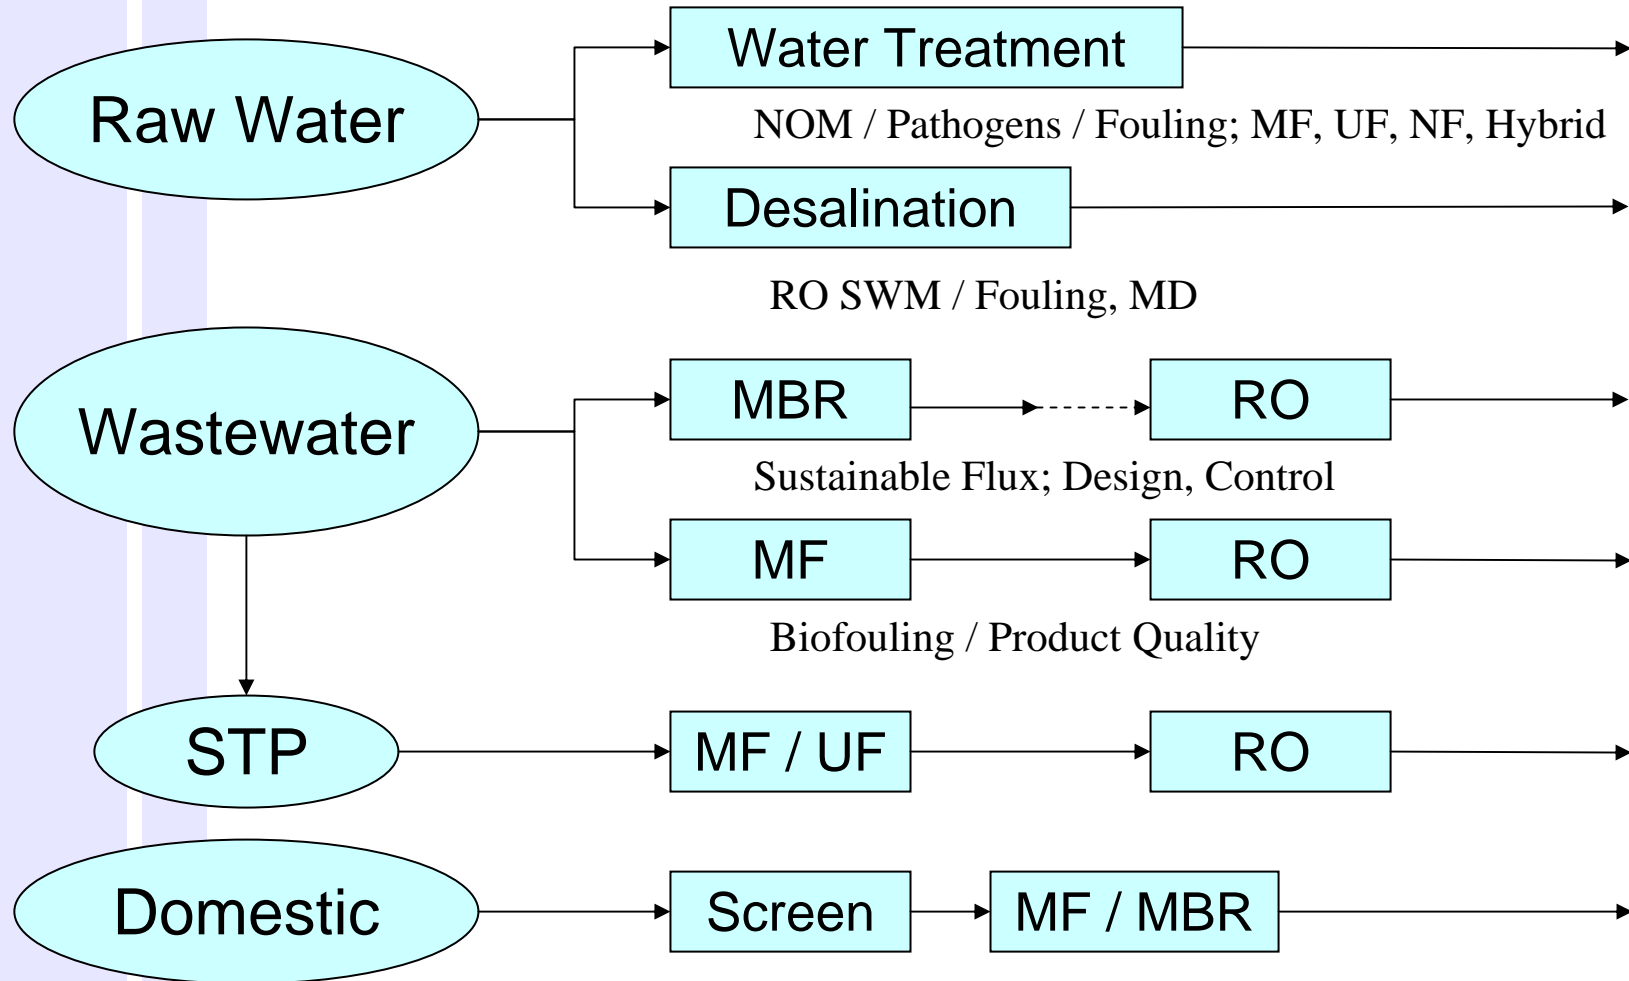 Water Treatment
Raw Water
NOM / Pathogens / Fouling; MF, UF, NF, Hybrid
Desalination
RO SWM / Fouling, MD
Wastewater
MBR
RO
Sustainable Flux; Design, Control
MF
RO
Biofouling / Product Quality
STP
MF / UF
RO
Domestic
Screen
MF / MBR